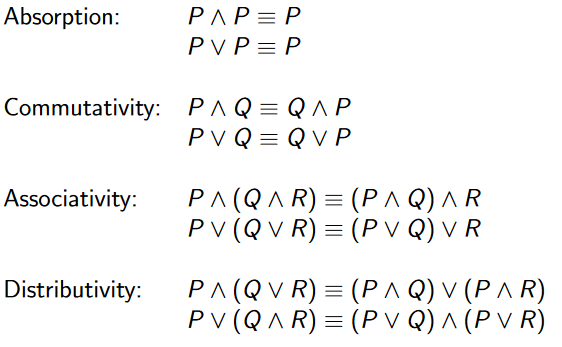 Absorption: P ∧ P ≡ P
P ∨ P ≡ P
Commutativity: P ∧ Q ≡ Q ∧ P
P ∨ Q ≡ Q ∨ P
Associativity: P ∧ (Q ∧ R) ≡ (P ∧ Q) ∧ R
P ∨ (Q ∨ R) ≡ (P ∨ Q) ∨ R
Distributivity: P ∧ (Q ∨ R) ≡ (P ∧ Q) ∨ (P ∧ R)
P ∨ (Q ∧ R) ≡ (P ∨ Q) ∧ (P ∨ R)